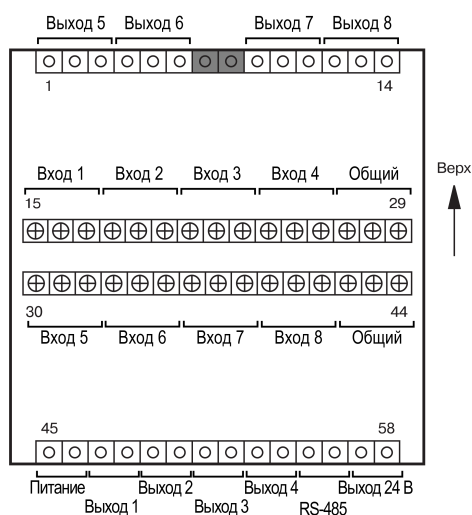 Выход 5 Выход 6 Выход 7 Выход 8
1 14
Верх
Вход 1 Вход 2 Вход 3 Вход 4 Общий
15 29
30 44
Вход 5 Вход 6 Вход 7 Вход 8 Общий
45 58
Питание Выход 2 Выход 4 Выход 24 В
Выход 1 Выход 3 RS-485